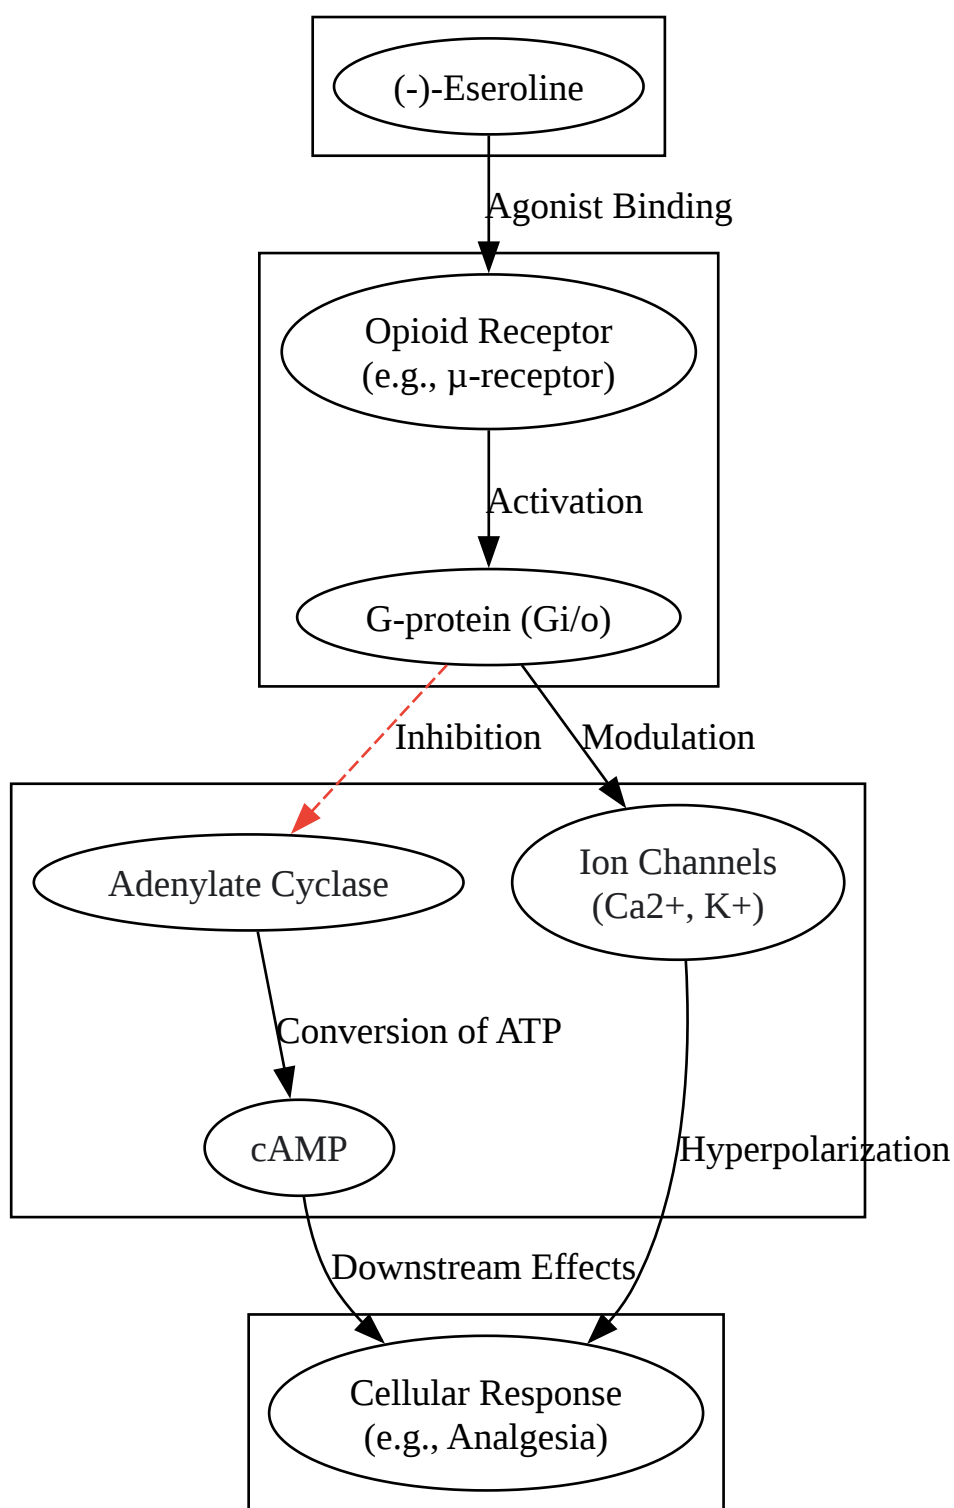 (-)-Eseroline
Agonist Binding
Opioid Receptor
(e.g., µ-receptor)
Activation
G-protein (Gi/o)
Inhibition
Modulation
Adenylate Cyclase
Ion Channels
(Ca2+, K+)
Conversion of ATP
cAMP
Hyperpolarization
Downstream Effects
Cellular Response
(e.g., Analgesia)